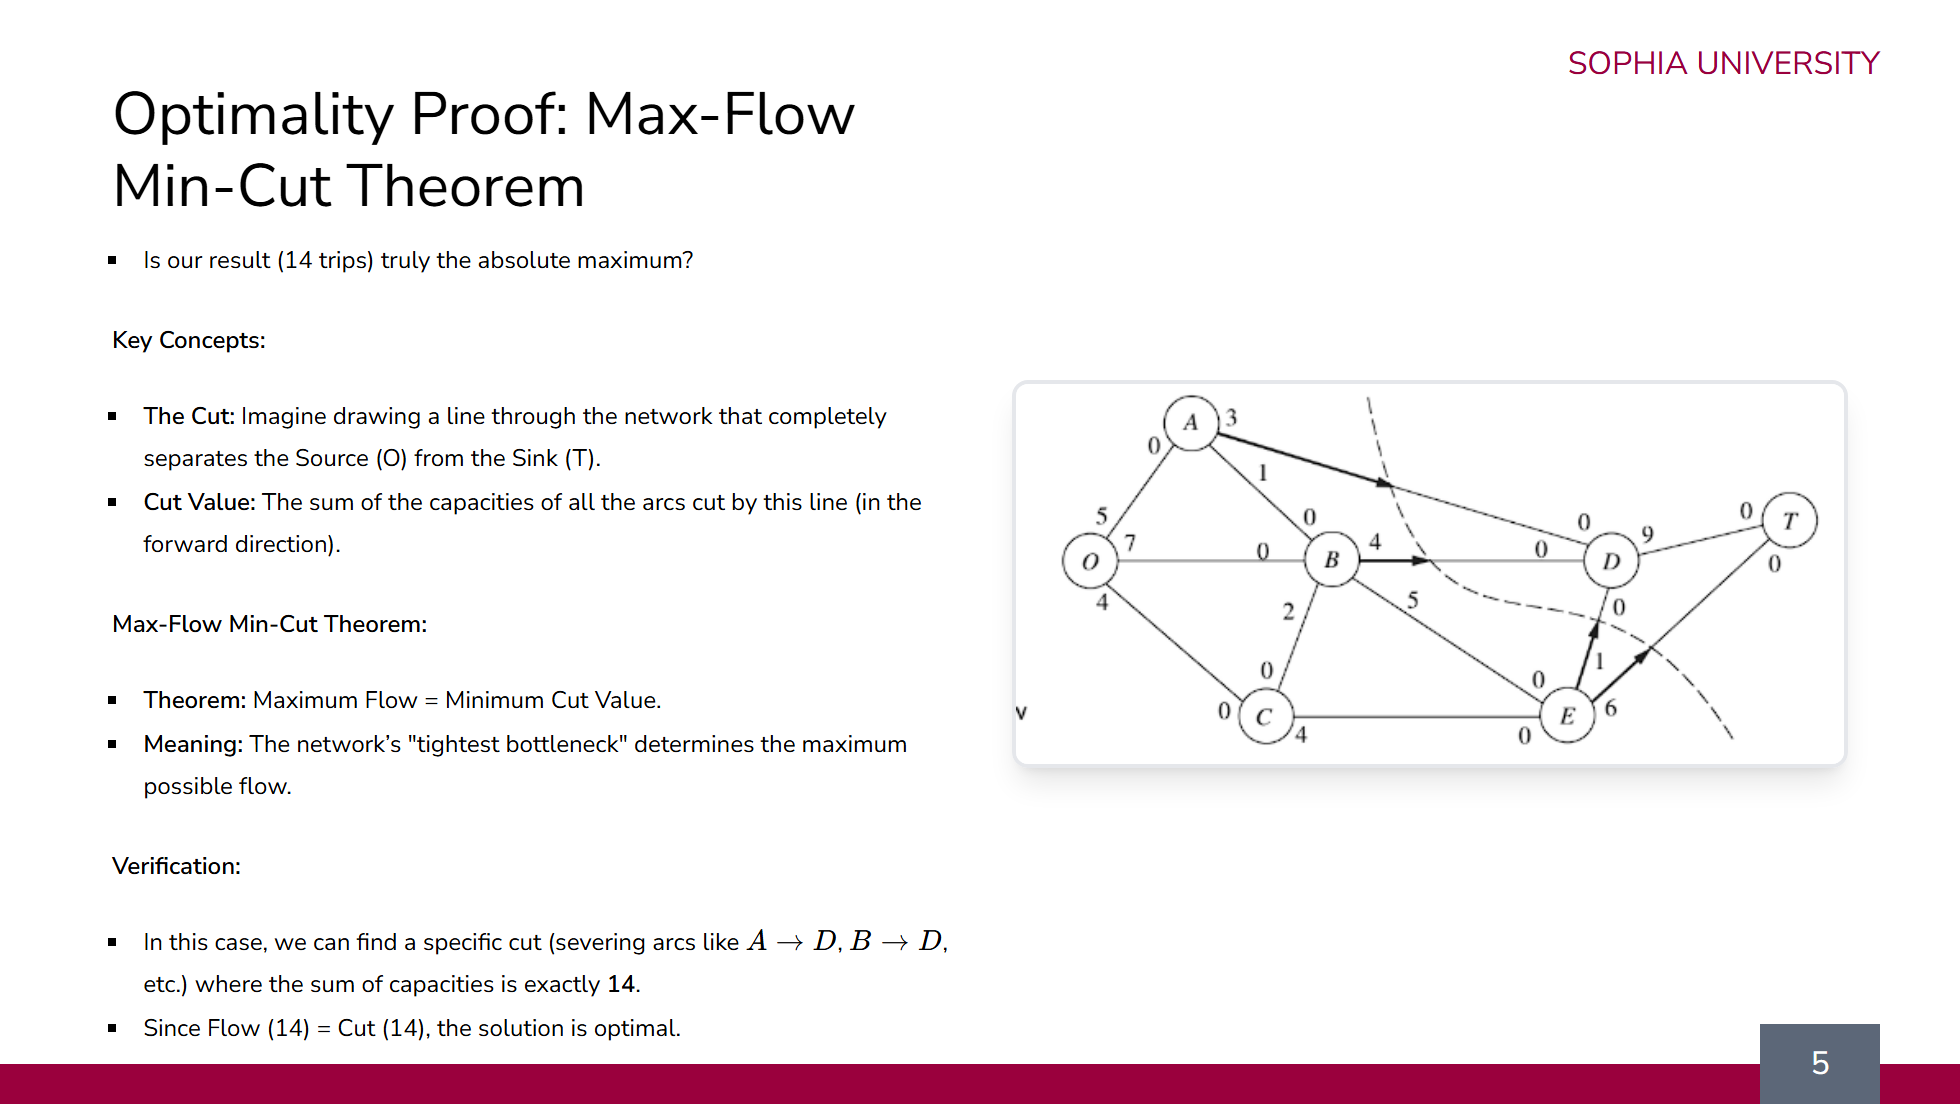 SOPHIA UNIVERSITY
Optimality Proof: Max-Flow
Min-Cut Theorem
▪ Is our result (14 trips) truly the absolute maximum?
Key Concepts:
▪ The Cut: Imagine drawing a line through the network that completely
separates the Source (O) from the Sink (T).
▪ Cut Value: The sum of the capacities of all the arcs cut by this line (in the
forward direction).
Max-Flow Min-Cut Theorem:
▪ Theorem: Maximum Flow = Minimum Cut Value.
▪ Meaning: The network’s "tightest bottleneck" determines the maximum
possible flow.
Verification:
▪ In this case, we can find a specific cut (severing arcs like A → D, B → D,
etc.) where the sum of capacities is exactly 14.
▪ Since Flow (14) = Cut (14), the solution is optimal.
A 3
0
1
5 0 0 0 T
7 0 4 0 9
O B D 0
4 2 5 0
0 0 1
v 0 C 4 0 E 6
5